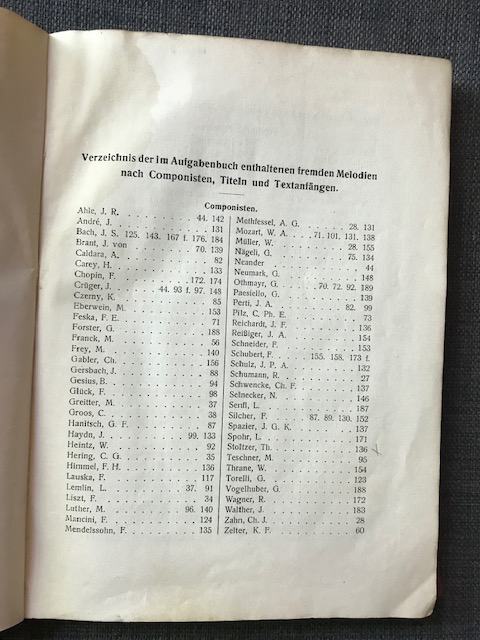 Verzeichnis der im Aufgabenbuch enthaltenen fremden Melodien
nach Componisten, Titeln und Textanfängen.
Componisten.
Ahle, J. R. . . . . . . . . 44. 142
André, J. . . . . . . . . . 131
Bach, J. S. 125. 143. 167 f. 176. 184
Brant, J. von . . . . . . . 70. 139
Caldara, A. . . . . . . . . 82
Carey, H. . . . . . . . . . 133
Chopin, F. . . . . . . . . 172. 174
Crüger, J. . . . . 44. 93 f. 97. 148
Czerny, K. . . . . . . . . 85
Eberwein, M. . . . . . . . 153
Feska, F. E. . . . . . . . 71
Forster, G. . . . . . . . . 188
Franck, M. . . . . . . . . 56
Frey, M. . . . . . . . . . 140
Gabler, Ch. . . . . . . . . 156
Gersbach, J. . . . . . . . 88
Gesius, B. . . . . . . . . 94
Glück, F. . . . . . . . . . 98
Greitter, M. . . . . . . . 37
Groos, C. . . . . . . . . . 38
Hanitsch, G. F. . . . . . . 87
Haydn, J. . . . . . . . . 99. 133
Heintz, W. . . . . . . . . 92
Hering, C. G. . . . . . . . 35
Himmel, F. H. . . . . . . . 136
Lauska, F. . . . . . . . . 117
Lemlin, L. . . . . . . . . 37. 91
Liszt, F. . . . . . . . . . 34
Luther, M. . . . . . . . . 96. 140
Mancini, F. . . . . . . . . 124
Mendelssohn, F. . . . . . . 135
Methfessel, A. G. . . . . . 28. 131
Mozart, W. A. . . . 71. 101. 131. 138
Müller, W. . . . . . . . . 28. 155
Nägeli, G. . . . . . . . . 75. 134
Neander . . . . . . . . . . 44
Neumark, G. . . . . . . . . 148
Othmayr, G. . . . . 70. 72. 92. 189
Paesiello, G. . . . . . . . 139
Perti, J. A. . . . . . . . 82. 99
Pilz, C. Ph. E. . . . . . . 73
Reichardt, J. F. . . . . . 136
Reißiger, J. A. . . . . . . 154
Schneider, F. . . . . . . . 153
Schubert, F. . . . 155. 158. 173 f.
Schulz, J. P. A. . . . . . 132
Schumann, R. . . . . . . . 27
Schwencke, Ch. F. . . . . . 137
Selnecker, N. . . . . . . . 146
Senfl, L. . . . . . . . . . 187
Silcher, F. . . . . 87. 89. 130. 152
Spazier, J. G. K. . . . . . 137
Spohr, L. . . . . . . . . . 171
Stoltzer, Th. . . . . . . . 136
Teschner, M. . . . . . . . 95
Thrane, W. . . . . . . . . 154
Torelli, G. . . . . . . . . 123
Vogelhuber, G. . . . . . . 188
Wagner, R. . . . . . . . . 172
Walther, J. . . . . . . . . 183
Zahn, Ch. J. . . . . . . . 28
Zelter, K. F. . . . . . . . 60